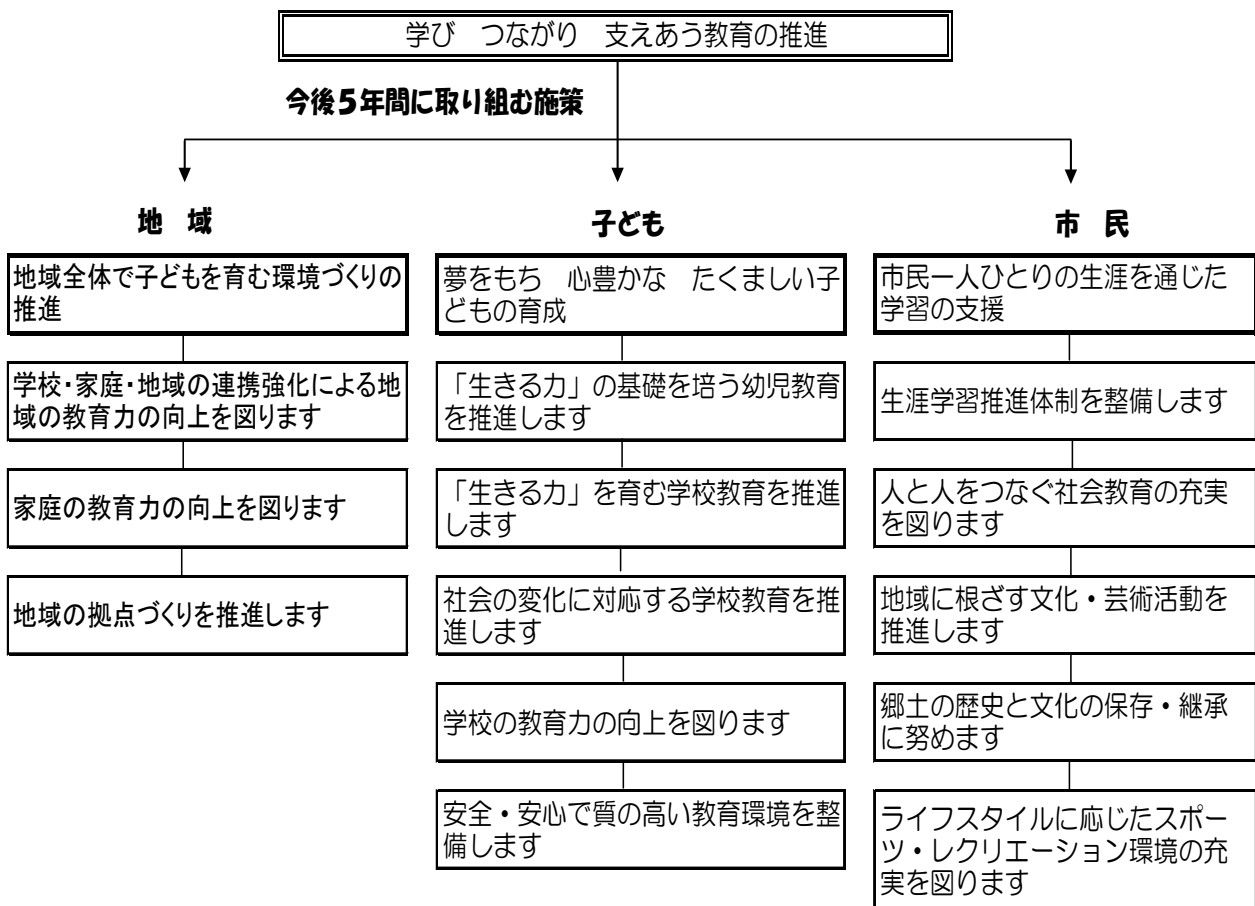 学び　つながり　支えあう教育の推進
今後５年間に取り組む施策
地　域
地域全体で子どもを育む環境づくりの
推進
学校・家庭・地域の連携強化による地
域の教育力の向上を図ります
家庭の教育力の向上を図ります
地域の拠点づくりを推進します
子ども
夢をもち　心豊かな　たくましい子
どもの育成
「生きる力」の基礎を培う幼児教育
を推進します
「生きる力」を育む学校教育を推進
します
社会の変化に対応する学校教育を推
進します
学校の教育力の向上を図ります
安全・安心で質の高い教育環境を整
備します
市　民
市民一人ひとりの生涯を通じた
学習の支援
生涯学習推進体制を整備します
人と人をつなぐ社会教育の充実
を図ります
地域に根ざす文化・芸術活動を
推進します
郷土の歴史と文化の保存・継承
に努めます
ライフスタイルに応じたスポー
ツ・レクリエーション環境の充
実を図ります